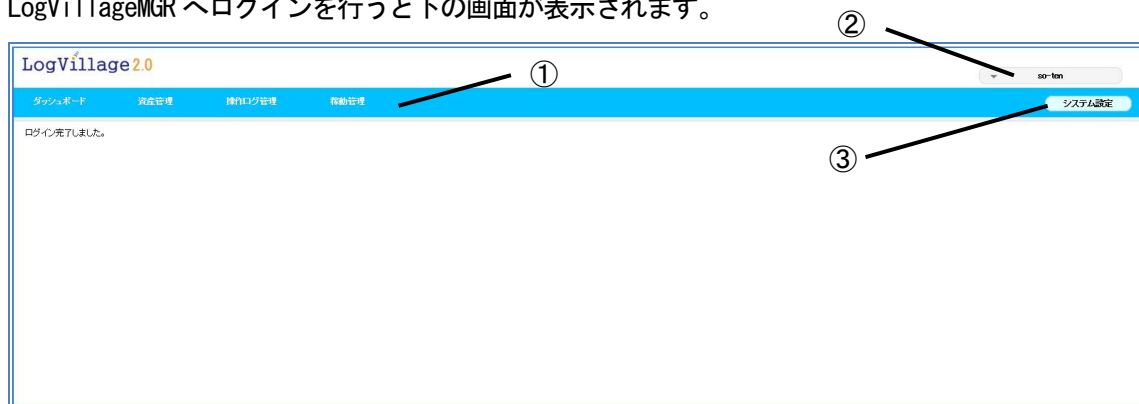 LogVillageMGR へログインを行うと下の画面が表示されます。
②
LogVillage 2.0
①
so-ten
ダッシュボード 資産管理 操作ログ管理 稼動管理
システム設定
ログイン完了しました。
③